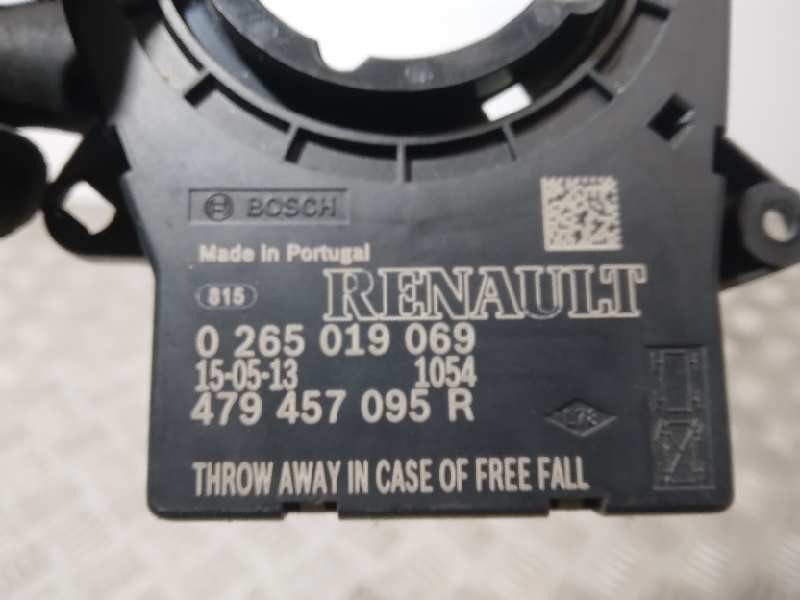 BOSCH
Made in Portugal
815
RENAULT
0 265 019 069
15-05-13 1054
479 457 095 R
THROW AWAY IN CASE OF FREE FALL